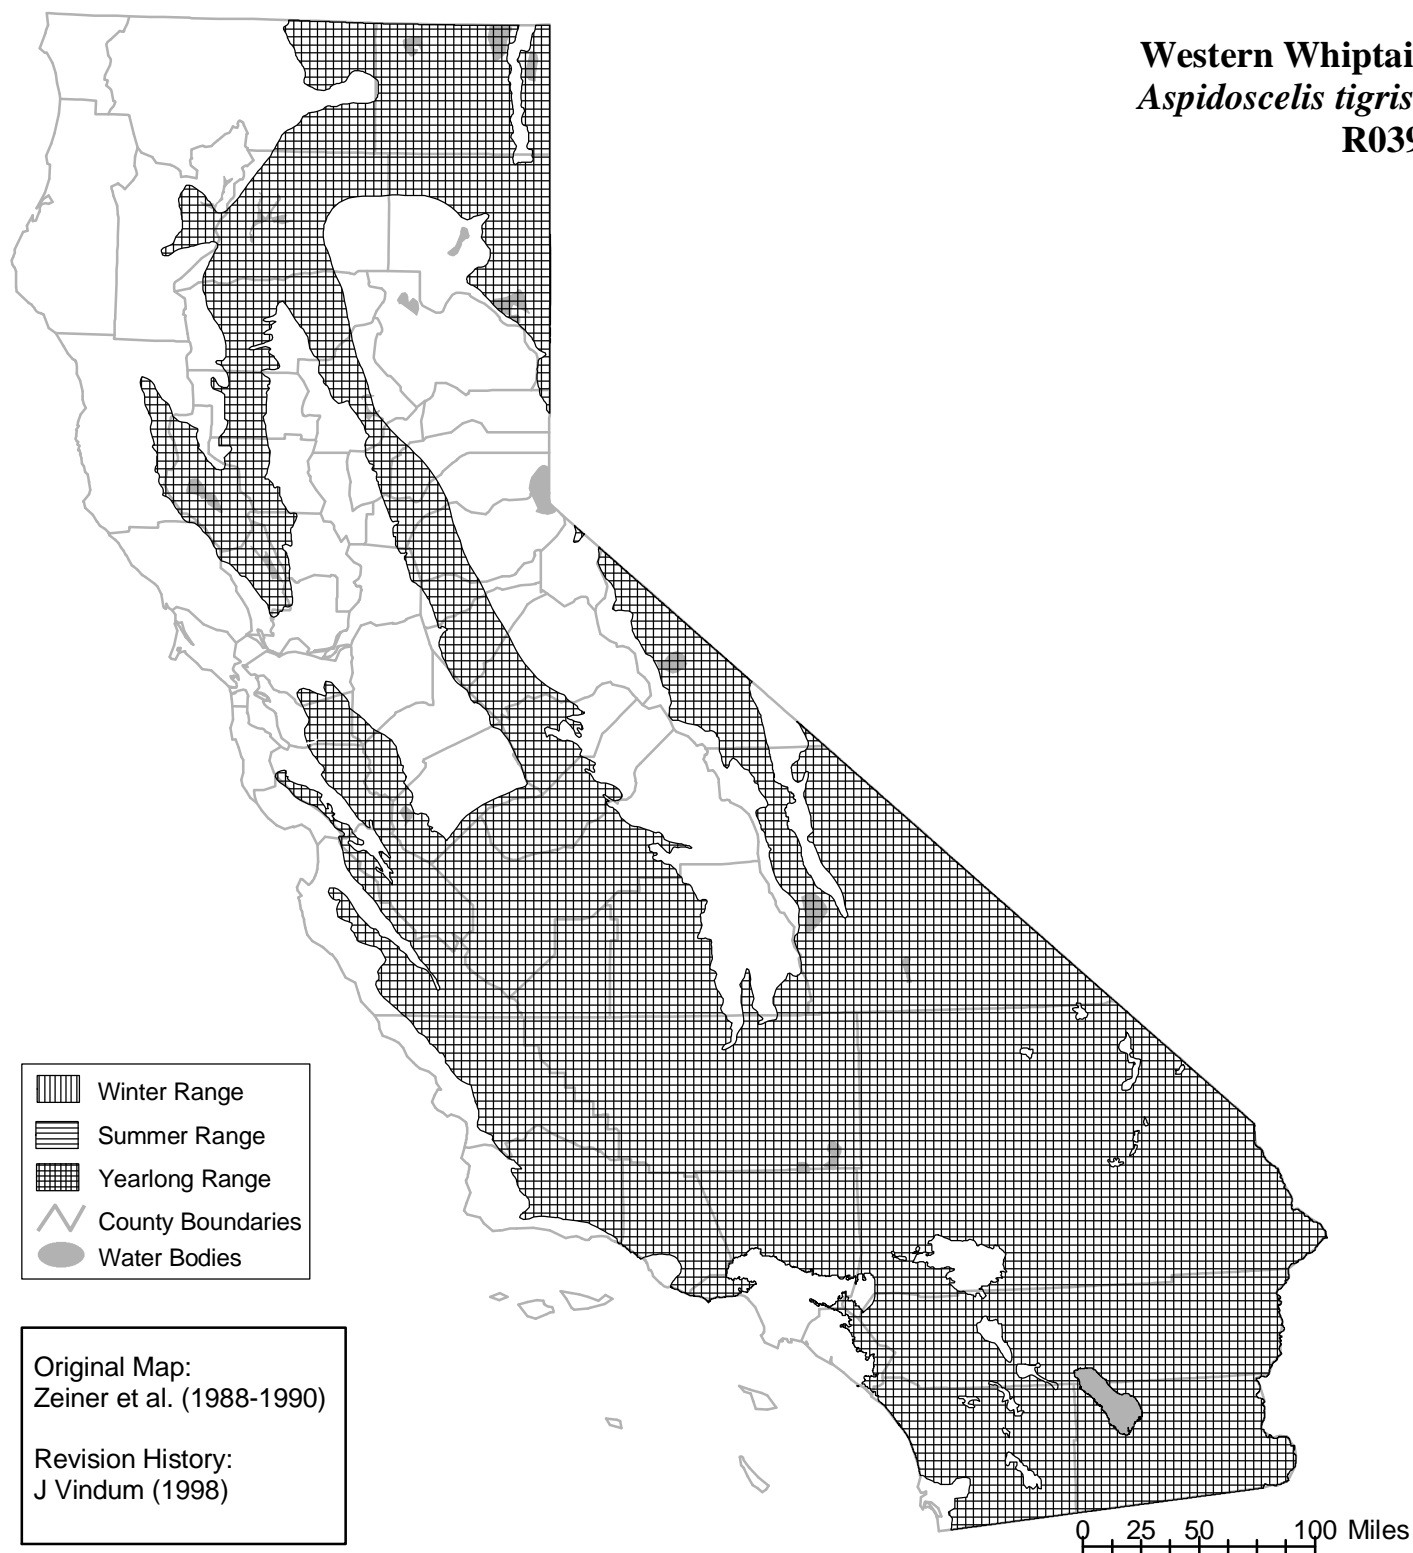 Western Whiptai
Aspidoscelis tigris
R039
Winter Range
Summer Range
Yearlong Range
County Boundaries
Water Bodies
Original Map:
Zeiner et al. (1988-1990)
Revision History:
J Vindum (1998)
0 25 50 100 Miles